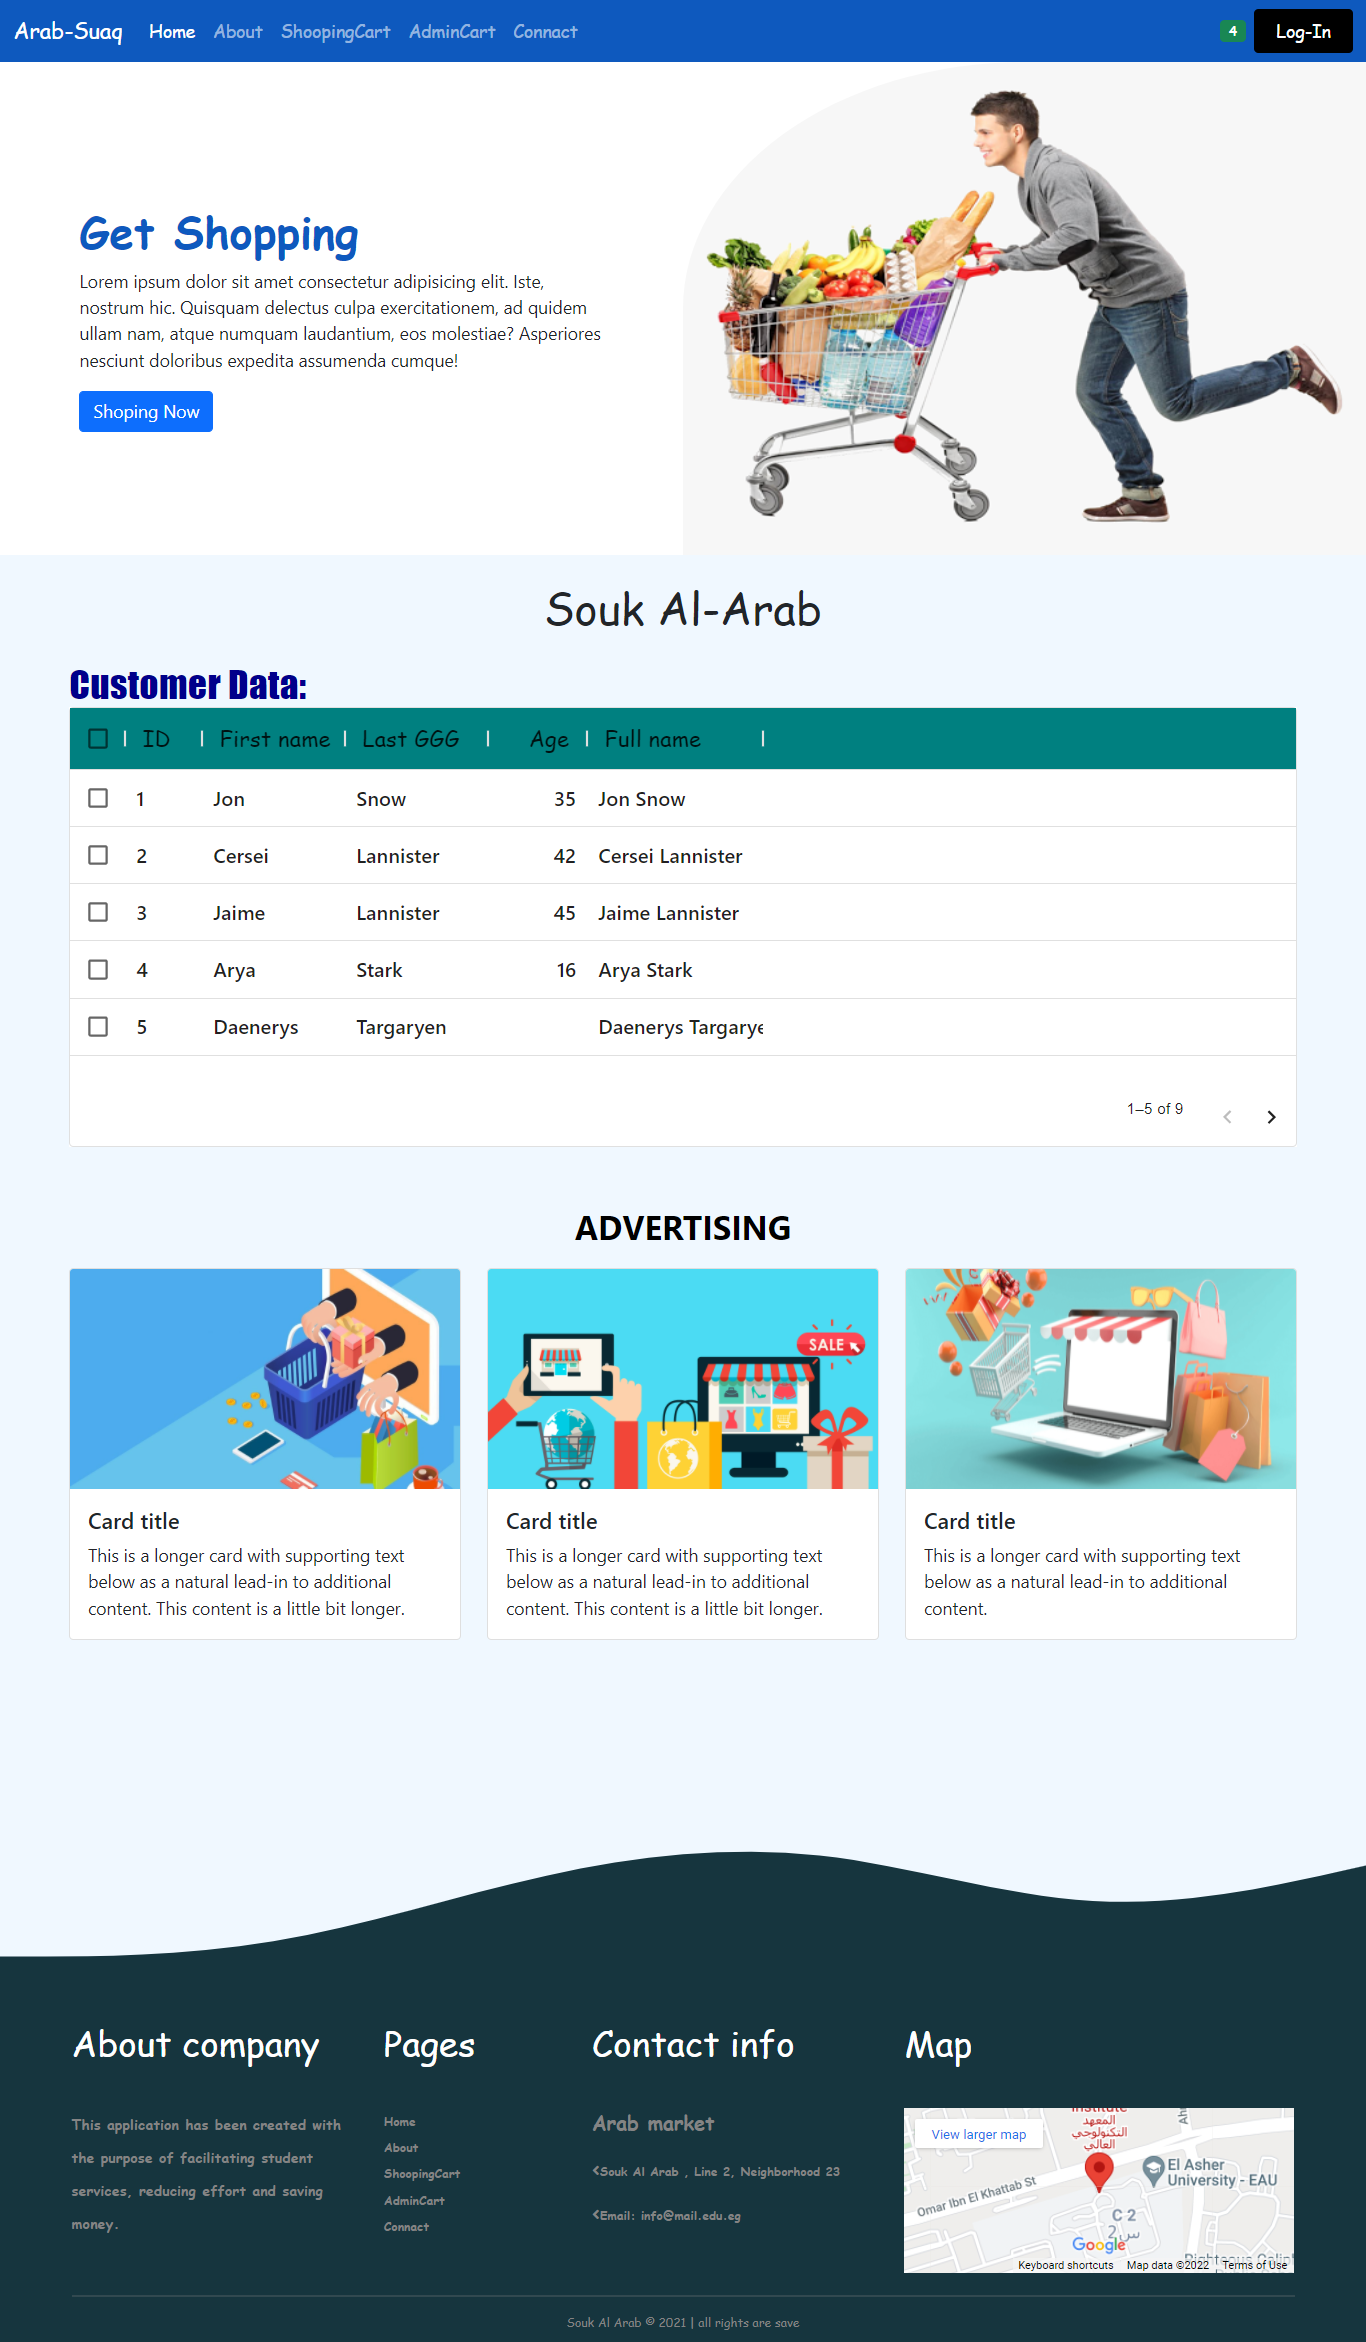 Arab-Suaq Home About ShoopingCart AdminCart Connact 4 Log-In
Get Shopping
Lorem ipsum dolor sit amet consectetur adipisicing elit. Iste,
nostrum hic. Quisquam delectus culpa exercitationem, ad quidem
ullam nam, atque numquam laudantium, eos molestiae? Asperiores
nesciunt doloribus expedita assumenda cumque!
Shoping Now
Souk Al-Arab
Customer Data:
ID First name Last GGG Age Full name
1 Jon Snow 35 Jon Snow
2 Cersei Lannister 42 Cersei Lannister
3 Jaime Lannister 45 Jaime Lannister
4 Arya Stark 16 Arya Stark
5 Daenerys Targaryen Daenerys Targarye
1–5 of 9
ADVERTISING
SALE
Card title
This is a longer card with supporting text
below as a natural lead-in to additional
content. This content is a little bit longer.
Card title
This is a longer card with supporting text
below as a natural lead-in to additional
content. This content is a little bit longer.
Card title
This is a longer card with supporting text
below as a natural lead-in to additional
content.
About company
This application has been created with
the purpose of facilitating student
services, reducing effort and saving
money.
Pages
Home
About
ShoopingCart
AdminCart
Connact
Contact info
Arab market
<Souk Al Arab , Line 2, Neighborhood 23
<Email: info@mail.edu.eg
Map
View larger map
Institute
المعهد
التكنولوجي
العالي
El Asher
University - EAU
Omar Ibn El Khattab St
C 2
س2
Google
Keyboard shortcuts Map data ©2022 Terms of Use
Souk Al Arab © 2021 | all rights are save